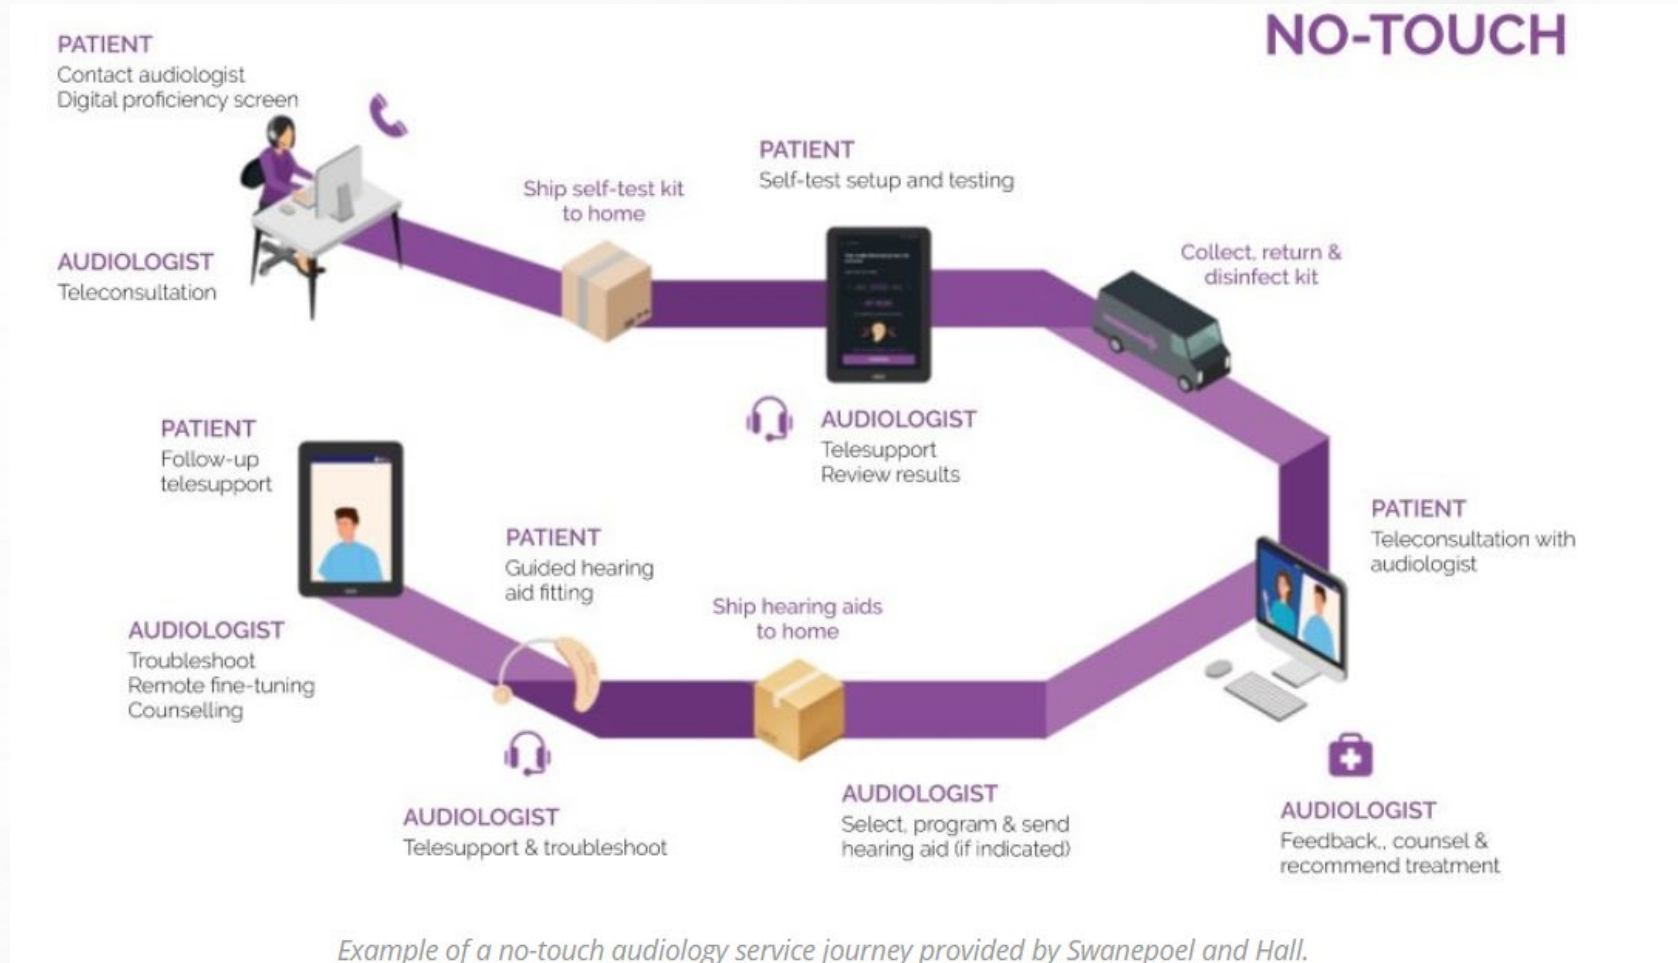 NO-TOUCH
PATIENT
Contact audiologist
Digital proficiency screen
AUDIOLOGIST
Teleconsultation
Ship self-test kit
to home
PATIENT
Self-test setup and testing
AUDIOLOGIST
Telesupport
Review results
Collect, return &
disinfect kit
PATIENT
Teleconsultation with
audiologist
AUDIOLOGIST
Feedback,, counsel &
recommend treatment
Ship hearing aids
to home
AUDIOLOGIST
Select, program & send
hearing aid (if indicated)
PATIENT
Guided hearing
aid fitting
AUDIOLOGIST
Telesupport & troubleshoot
PATIENT
Follow-up
telesupport
AUDIOLOGIST
Troubleshoot
Remote fine-tuning
Counselling
Example of a no-touch audiology service journey provided by Swanepoel and Hall.